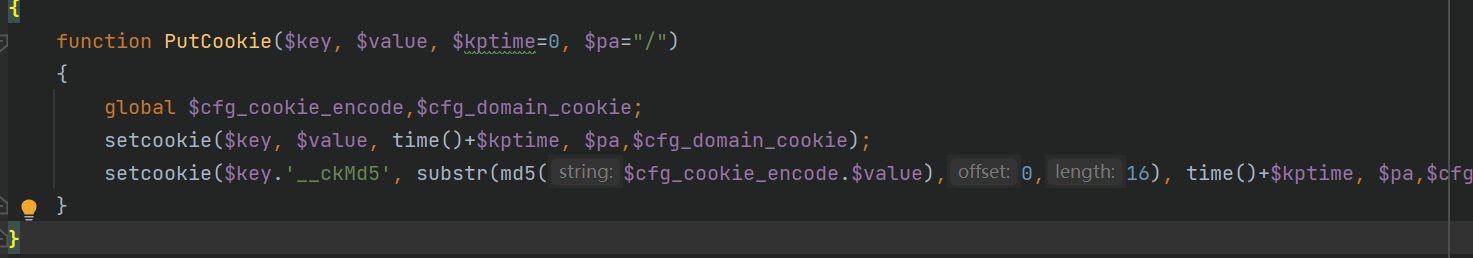 {
function PutCookie($key, $value, $kptime=0, $pa="/")
{
global $cfg_cookie_encode,$cfg_domain_cookie;
setcookie($key, $value, time()+$kptime, $pa,$cfg_domain_cookie);
setcookie($key.'__ckMd5', substr(md5( string: $cfg_cookie_encode.$value), offset: 0, length: 16), time()+$kptime, $pa,$cfg
}
}